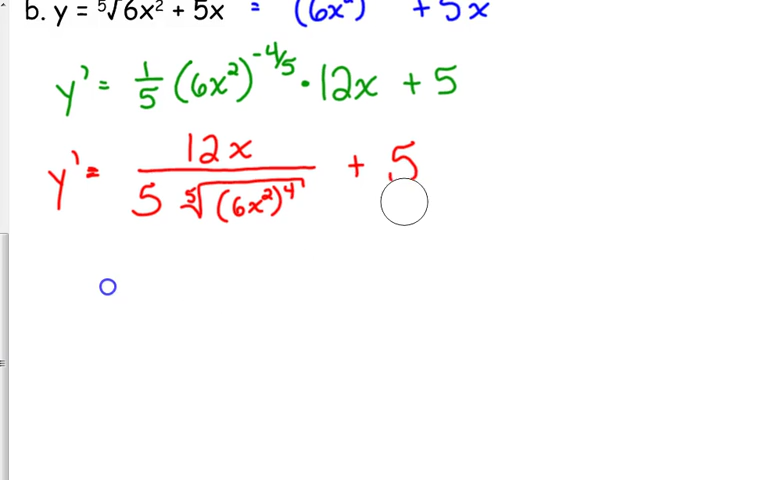 b. y = ⁵√6x² + 5x = (6x²) + 5x
y' = 1/5 (6x²)^-4/5 · 12x + 5
y' = 12x / 5 ⁵√(6x²)⁴ + 5